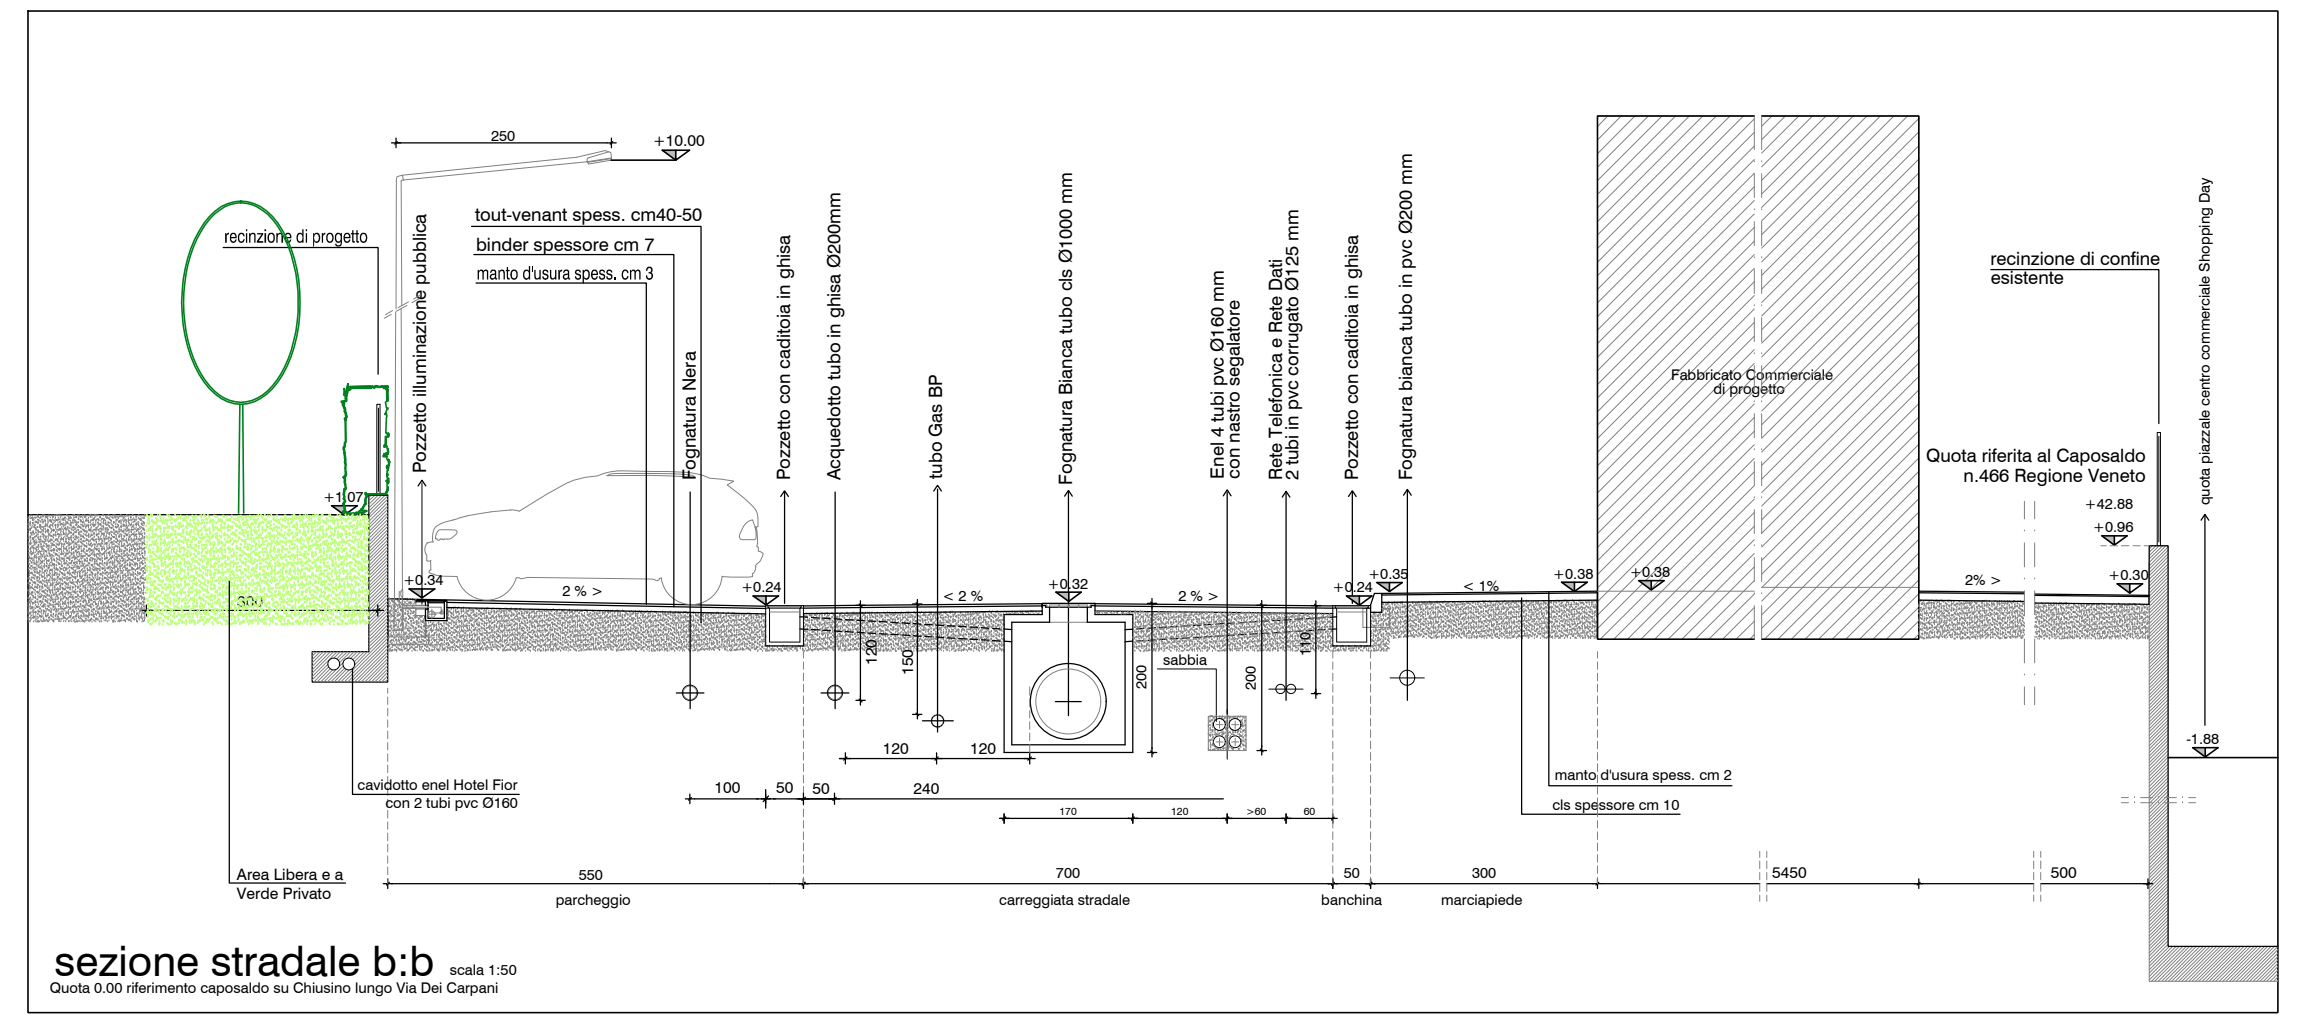 250
+10.00
recinzione di progetto
Pozzetto illuminazione pubblica
tout-venant spess. cm40-50
binder spessore cm 7
manto d'usura spess. cm 3
Fognatura Nera
Pozzetto con caditoia in ghisa
Acquedotto tubo in ghisa Ø200mm
tubo Gas BP
Fognatura Bianca tubo cls Ø1000 mm
Enel 4 tubi pvc Ø160 mm
con nastro segalatore
Rete Telefonica e Rete Dati
2 tubi in pvc corrugato Ø125 mm
Pozzetto con caditoia in ghisa
Fognatura bianca tubo in pvc Ø200 mm
Fabbricato Commerciale
di progetto
recinzione di confine
esistente
quota piazzale centro commerciale Shopping Day
Quota riferita al Caposaldo
n.466 Regione Veneto
+42.88
+0.96
+1.07
+0.34
2 % >
+0.24
< 2 %
+0.32
2 % >
+0.24
+0.35
< 1%
+0.38
+0.38
2% >
+0.30
300
120
150
200
sabbia
200
110
-1.88
120
120
cavidotto enel Hotel Fior
con 2 tubi pvc Ø160
100
50
50
240
170
120
>60
60
manto d'usura spess. cm 2
cls spessore cm 10
Area Libera e a
Verde Privato
550
700
50
300
5450
500
parcheggio
carreggiata stradale
banchina
marciapiede
sezione stradale b:b scala 1:50
Quota 0.00 riferimento caposaldo su Chiusino lungo Via Dei Carpani